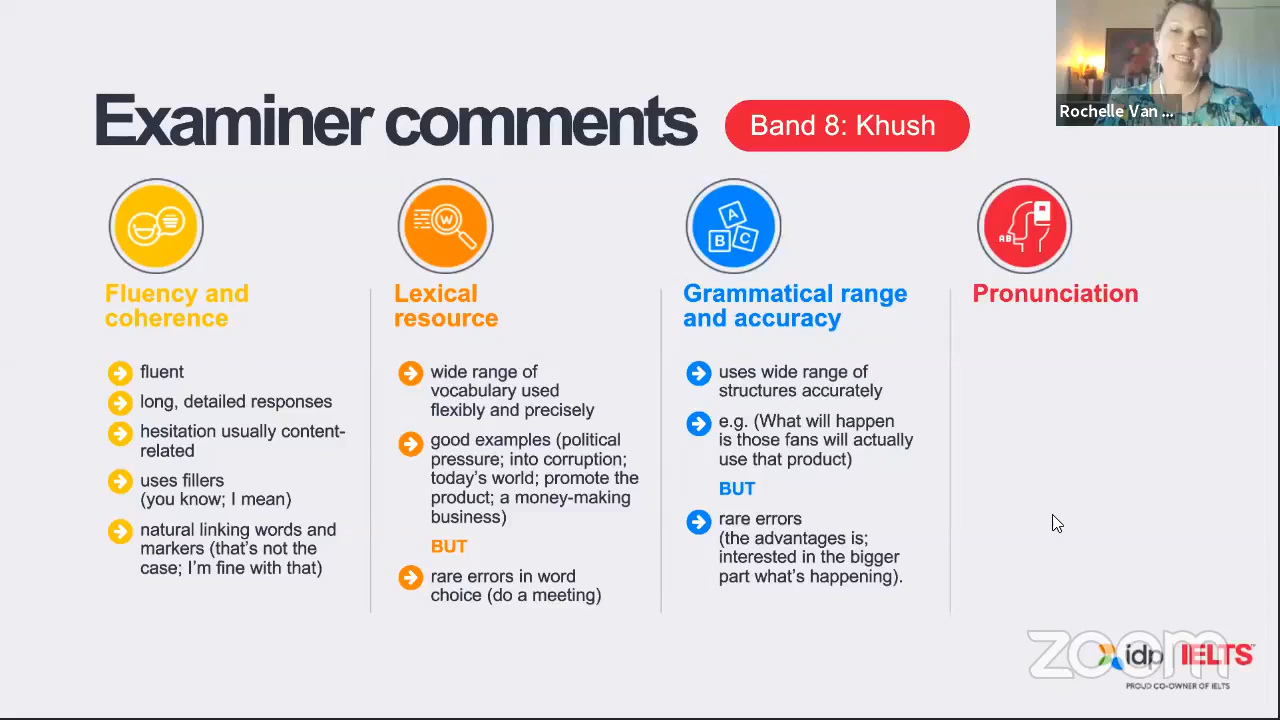 Rochelle Van ...
Examiner comments
Band 8: Khush
W
A
B
C
AB
Fluency and
coherence
fluent
long, detailed responses
hesitation usually content-
related
uses fillers
(you know; I mean)
natural linking words and
markers (that's not the
case; I'm fine with that)
Lexical
resource
wide range of
vocabulary used
flexibly and precisely
good examples (political
pressure; into corruption;
today's world; promote the
product; a money-making
business)
BUT
rare errors in word
choice (do a meeting)
Grammatical range
and accuracy
uses wide range of
structures accurately
e.g. (What will happen
is those fans will actually
use that product)
BUT
rare errors
(the advantages is;
interested in the bigger
part what's happening).
Pronunciation
zoom
idp IELTS™
PROUD CO-OWNER OF IELTS